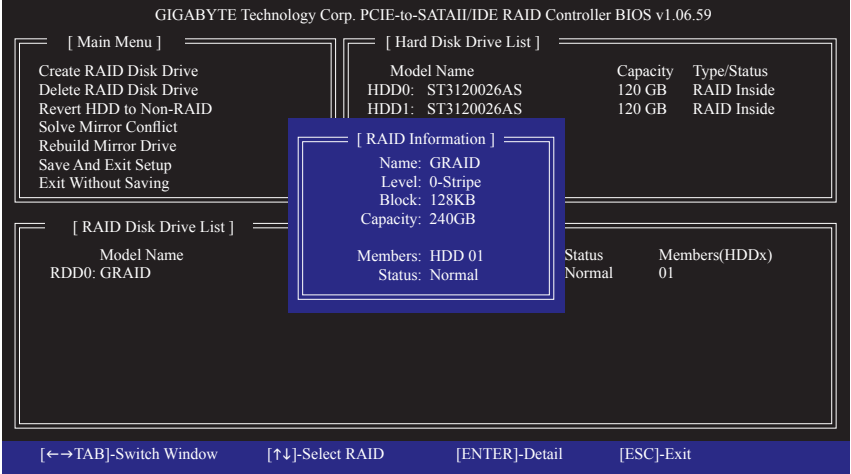 GIGABYTE Technology Corp. PCIE-to-SATAII/IDE RAID Controller BIOS v1.06.59
[ Main Menu ]
Create RAID Disk Drive
Delete RAID Disk Drive
Revert HDD to Non-RAID
Solve Mirror Conflict
Rebuild Mirror Drive
Save And Exit Setup
Exit Without Saving
[ Hard Disk Drive List ]
Model Name Capacity Type/Status
HDD0: ST3120026AS 120 GB RAID Inside
HDD1: ST3120026AS 120 GB RAID Inside
[ RAID Information ]
Name: GRAID
Level: 0-Stripe
Block: 128KB
Capacity: 240GB
Members: HDD 01
Status: Normal
[ RAID Disk Drive List ]
Model Name Status Members(HDDx)
RDD0: GRAID Normal 01
[←→TAB]-Switch Window [↑↓]-Select RAID [ENTER]-Detail [ESC]-Exit